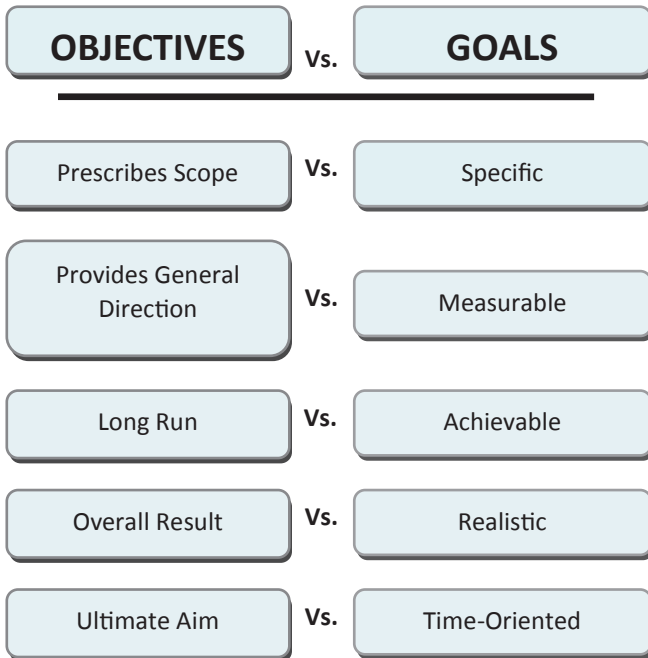 OBJECTIVES Vs. GOALS
Prescribes Scope Vs. Specific
Provides General
Direction Vs. Measurable
Long Run Vs. Achievable
Overall Result Vs. Realistic
Ultimate Aim Vs. Time-Oriented